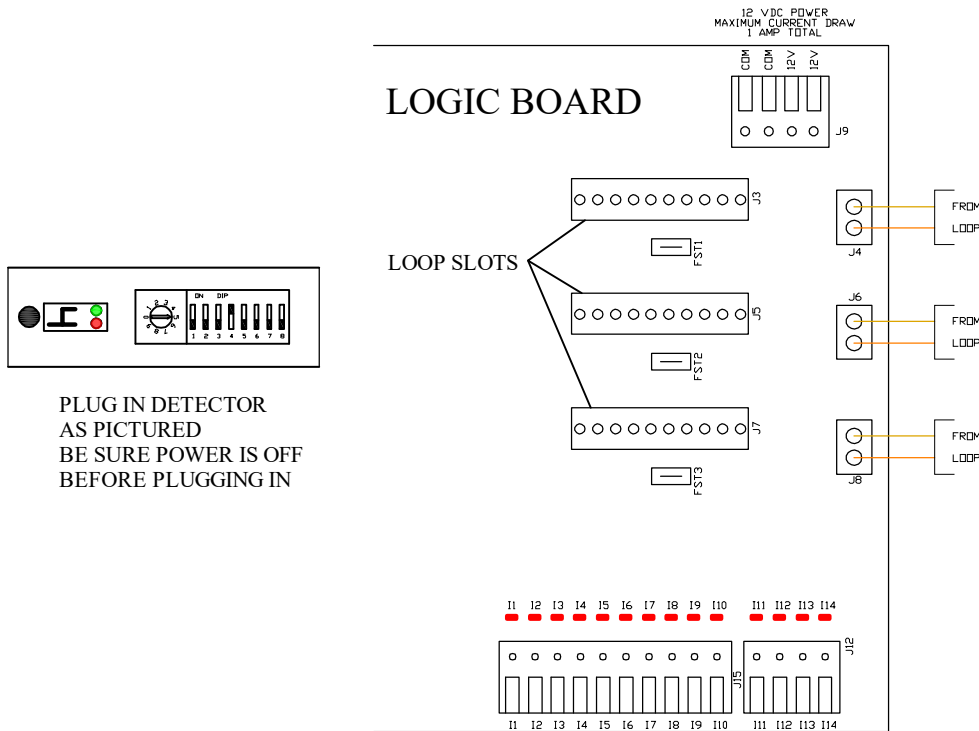 12 VDC POWER
MAXIMUM CURRENT DRAW
1 AMP TOTAL
COM COM 12V 12V
J9
LOGIC BOARD
J3
FST1
LOOP SLOTS
J4
FROM
LOOP
J5
FST2
J6
FROM
LOOP
J7
FST3
J8
FROM
LOOP
ON DIP
1 2 3 4 5 6 7 8
PLUG IN DETECTOR
AS PICTURED
BE SURE POWER IS OFF
BEFORE PLUGGING IN
I1 I2 I3 I4 I5 I6 I7 I8 I9 I10 I11 I12 I13 I14
J15
J12
I1 I2 I3 I4 I5 I6 I7 I8 I9 I10 I11 I12 I13 I14